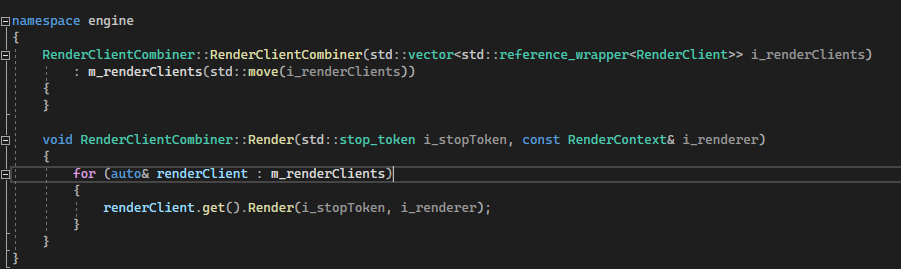 namespace engine
{
    RenderClientCombiner::RenderClientCombiner(std::vector<std::reference_wrapper<RenderClient>> i_renderClients)
        : m_renderClients(std::move(i_renderClients))
    {
    }

    void RenderClientCombiner::Render(std::stop_token i_stopToken, const RenderContext& i_renderer)
    {
        for (auto& renderClient : m_renderClients)
        {
            renderClient.get().Render(i_stopToken, i_renderer);
        }
    }
}